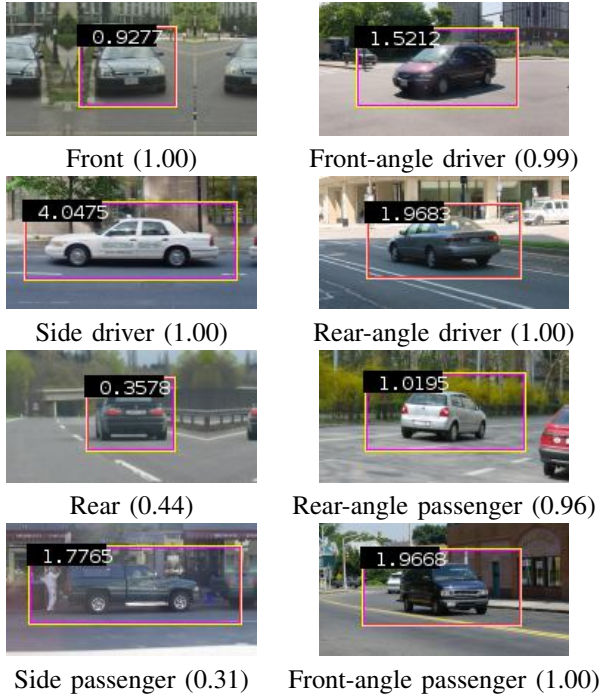 0.9277 1.5212
Front (1.00) Front-angle driver (0.99)
4.0475 1.9683
Side driver (1.00) Rear-angle driver (1.00)
0.3578 1.0195
Rear (0.44) Rear-angle passenger (0.96)
1.7765 1.9668
Side passenger (0.31) Front-angle passenger (1.00)